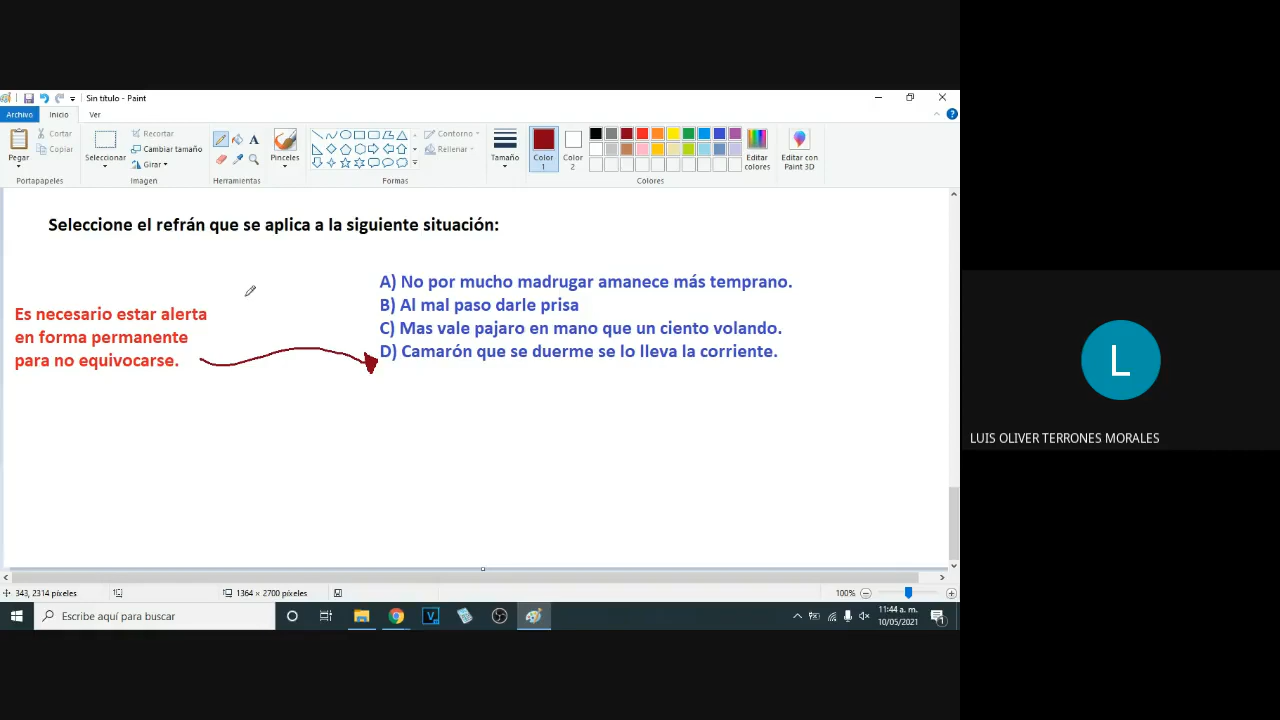 Sin título - Paint
Archivo Inicio Ver
Pegar
Cortar
Copiar
Portapapeles
Seleccionar
Recortar
Cambiar tamaño
Girar
Imagen
A
Herramientas
Pinceles
Contorno
Rellenar
Formas
Tamaño
Color 1
Color 2
Editar colores
Editar con Paint 3D
Colores
Seleccione el refrán que se aplica a la siguiente situación:
Es necesario estar alerta
en forma permanente
para no equivocarse.
A) No por mucho madrugar amanece más temprano.
B) Al mal paso darle prisa
C) Mas vale pajaro en mano que un ciento volando.
D) Camarón que se duerme se lo lleva la corriente.
L
LUIS OLIVER TERRONES MORALES
343, 2314 píxeles
1364 × 2700 píxeles
100%
Escribe aquí para buscar
V
11:44 a. m.
10/05/2021
1